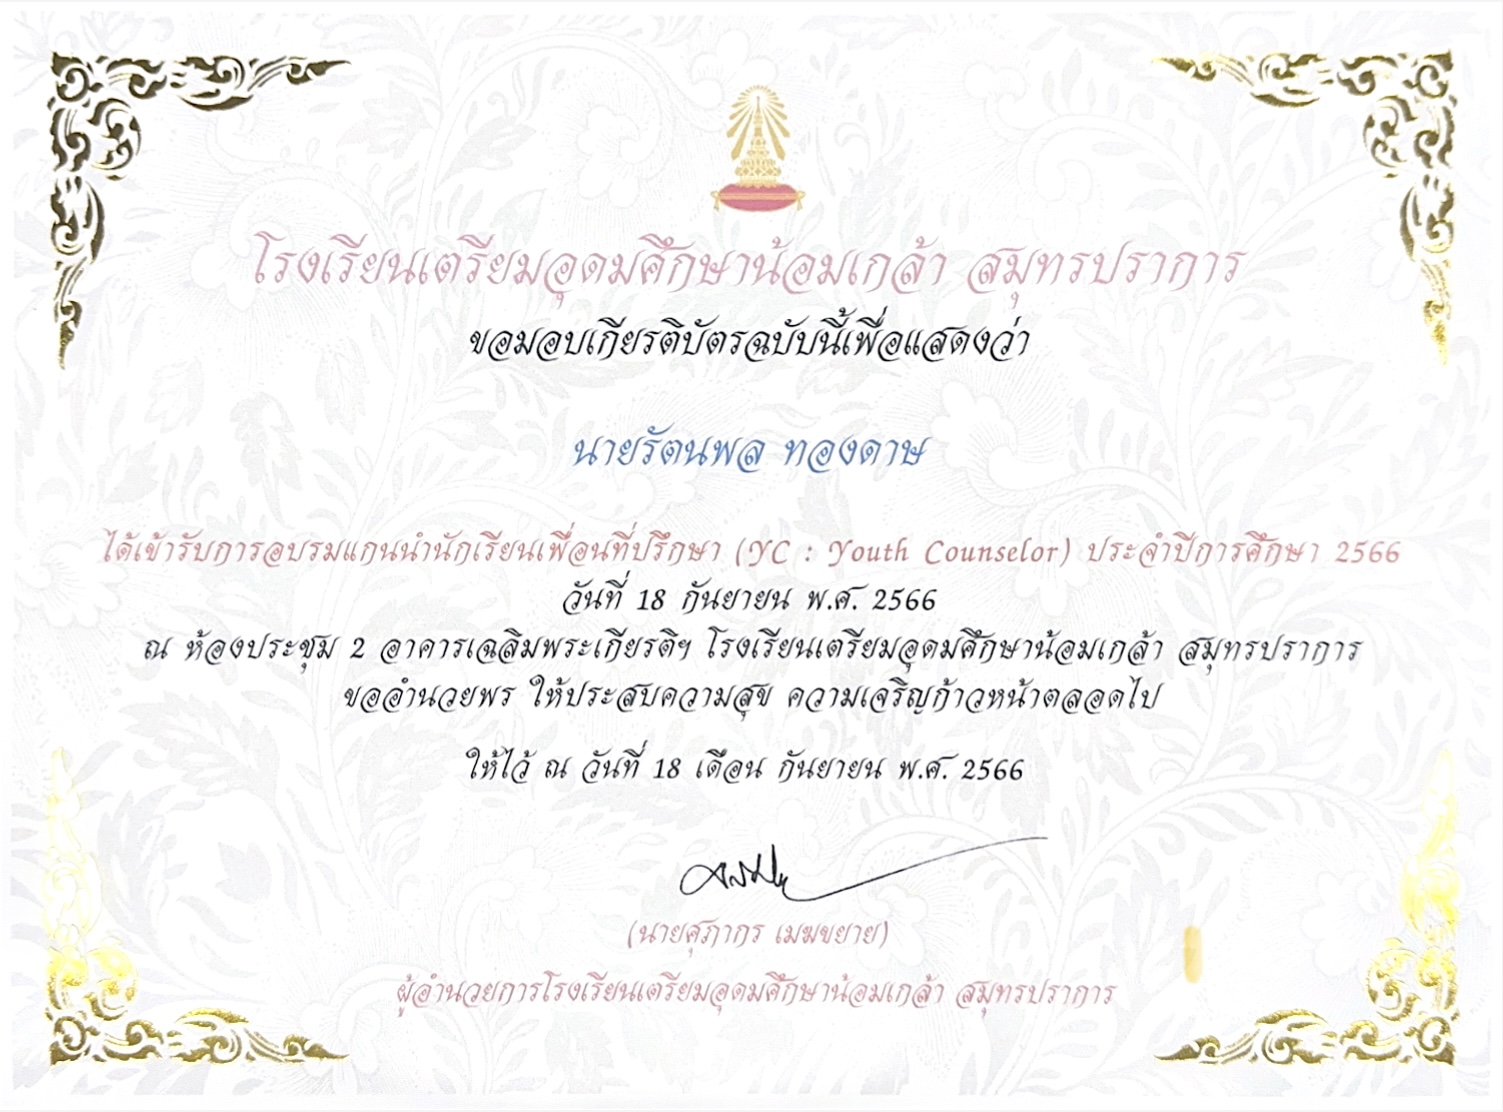 โรงเรียนเตรียมอุดมศึกษาน้อมเกล้า สมุทรปราการ
ขอมอบเกียรติบัตรฉบับนี้เพื่อแสดงว่า
นายรัตนพล ทองดาษ
ได้เข้ารับการอบรมแกนนำนักเรียนเพื่อนที่ปรึกษา (YC : Youth Counselor) ประจำปีการศึกษา 2566
วันที่ 18 กันยายน พ.ศ. 2566
ณ ห้องประชุม 2 อาคารเฉลิมพระเกียรติฯ โรงเรียนเตรียมอุดมศึกษาน้อมเกล้า สมุทรปราการ
ขออำนวยพร ให้ประสบความสุข ความเจริญก้าวหน้าตลอดไป
ให้ไว้ ณ วันที่ 18 เดือน กันยายน พ.ศ. 2566
(นายศุภากร เมฆขยาย)
ผู้อำนวยการโรงเรียนเตรียมอุดมศึกษาน้อมเกล้า สมุทรปราการ